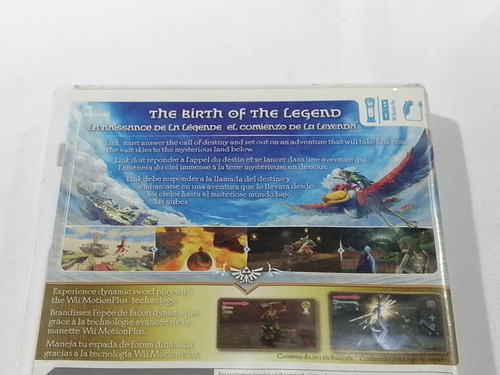 THE BIRTH OF THE LEGEND
LA NAISSANCE DE LA LÉGENDE EL COMIENZO DE LA LEYENDA
Link must answer the call of destiny and set out on an adventure that will take him from
the vast skies to the mysterious land below.
Link doit répondre à l'appel du destin et se lancer dans une aventure qui
l'amènera du ciel immense à la terre mystérieuse en dessous.
Link debe responder a la llamada del destino y
embarcarse en una aventura que lo llevará desde
los cielos hasta el misterioso mundo bajo
las nubes.
Experience dynamic sword play with
the Wii MotionPlus technology.
Brandissez l'épée de façon dynamique
grâce à la technologie avancée de la
manette Wii MotionPlus.
Maneja tu espada de forma dinámica
gracias a la tecnología Wii MotionPlus.
Contenu du jeu en français. Contenido del juego en español.